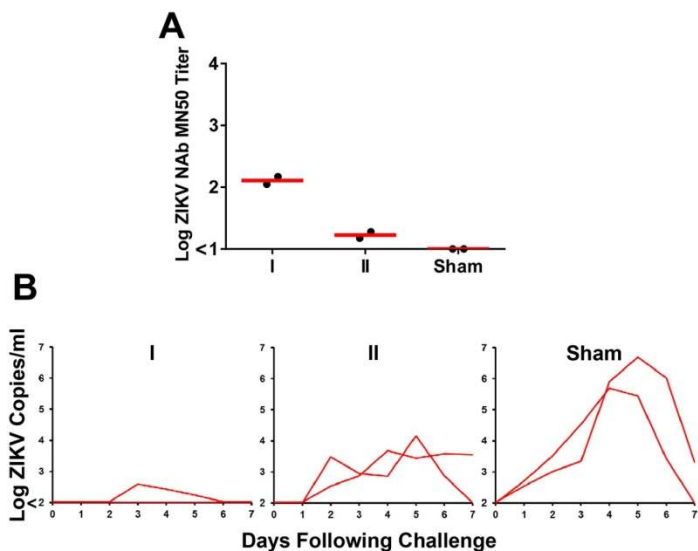 A
Log ZIKV NAb MN50 Titer
4
3
2
<1
I II Sham
B
Log ZIKV Copies/ml
I
7
6
5
4
3
<2
0 1 2 3 4 5 6 7
II
7
6
5
4
3
2
0 1 2 3 4 5 6 7
Sham
7
6
5
4
3
2
0 1 2 3 4 5 6 7
Days Following Challenge